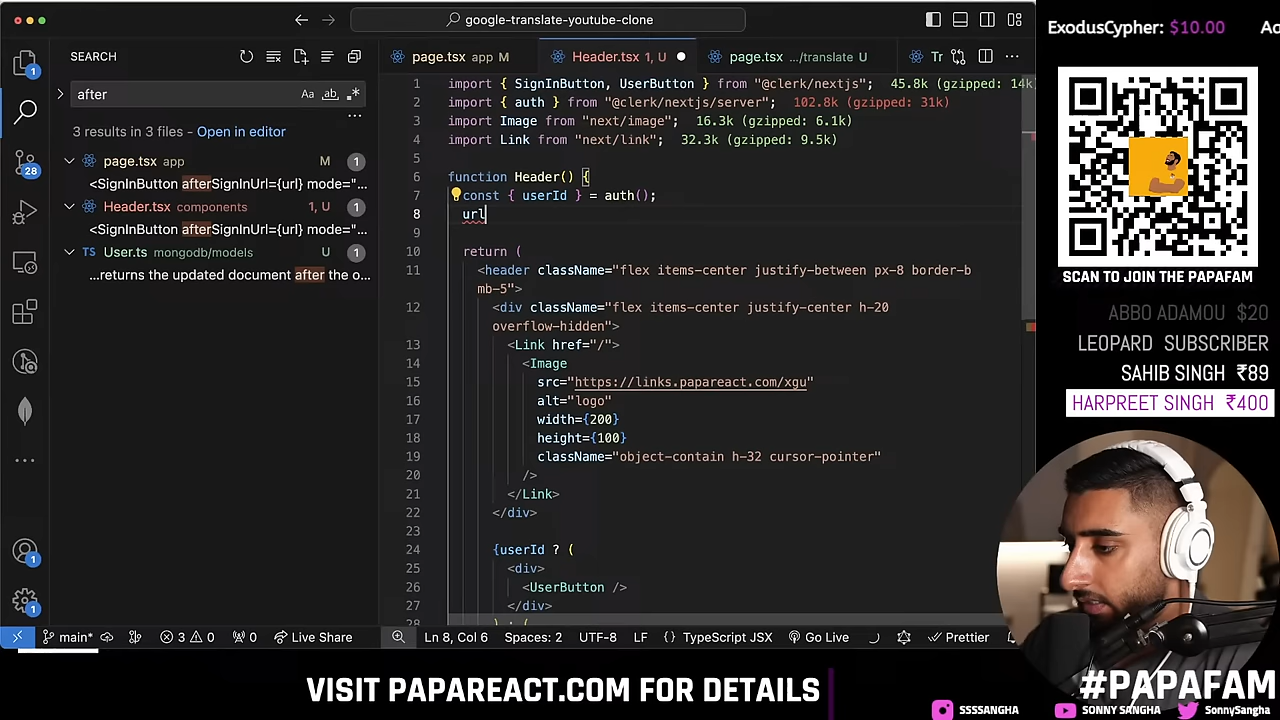 google-translate-youtube-clone
ExodusCypher: $10.00
Ac
SEARCH
page.tsx app M
Header.tsx 1, U
page.tsx .../translate U
Tr
after
Aa ab
3 results in 3 files - Open in editor
page.tsx app M 1
<SignInButton afterSignInUrl={url} mode="...
Header.tsx components 1, U 1
<SignInButton afterSignInUrl={url} mode="...
TS User.ts mongodb/models U 1
...returns the updated document after the o...
1
28
1
1
1 import { SignInButton, UserButton } from "@clerk/nextjs"; 45.8k (gzipped: 14k
2 import { auth } from "@clerk/nextjs/server"; 102.8k (gzipped: 31k)
3 import Image from "next/image"; 16.3k (gzipped: 6.1k)
4 import Link from "next/link"; 32.3k (gzipped: 9.5k)
5
6 function Header() {
7 const { userId } = auth();
8 url
9
10 return (
11 <header className="flex items-center justify-between px-8 border-b
mb-5">
12 <div className="flex items-center justify-center h-20
overflow-hidden">
13 <Link href="/">
14 <Image
15 src="https://links.papareact.com/xgu"
16 alt="logo"
17 width={200}
18 height={100}
19 className="object-contain h-32 cursor-pointer"
20 />
21 </Link>
22 </div>
23
24 {userId ? (
25 <div>
26 <UserButton />
27 </div>
28 ) : (
SCAN TO JOIN THE PAPAFAM
ABBO ADAMOU $20
LEOPARD SUBSCRIBER
SAHIB SINGH ₹89
HARPREET SINGH ₹400
main* 3 0 0 Live Share Ln 8, Col 6 Spaces: 2 UTF-8 LF {} TypeScript JSX Go Live Prettier
VISIT PAPAREACT.COM FOR DETAILS
#PAPAFAM
SSSSANGHA SONNY SANGHA SonnySangha